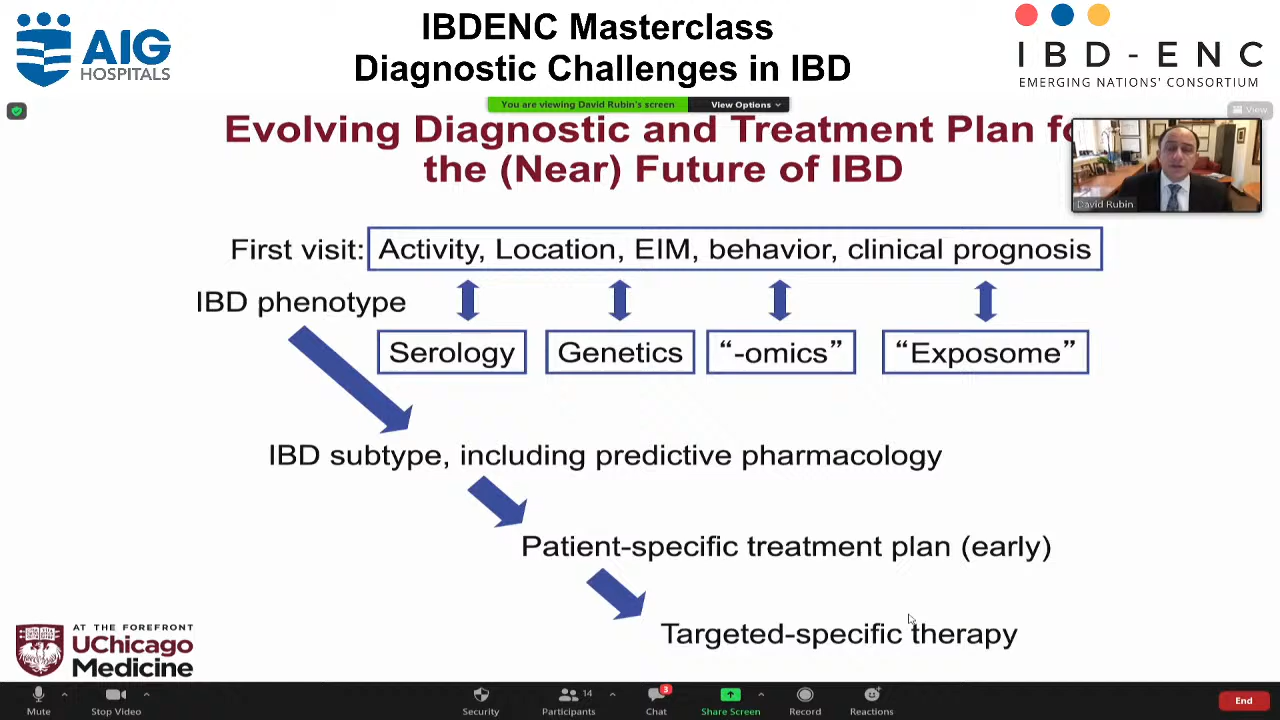 AIG
HOSPITALS
IBDENC Masterclass
Diagnostic Challenges in IBD
IBD-ENC
EMERGING NATIONS' CONSORTIUM
You are viewing David Rubin's screen
View Options
View
Evolving Diagnostic and Treatment Plan fo
the (Near) Future of IBD
David Rubin
First visit: Activity, Location, EIM, behavior, clinical prognosis
IBD phenotype
Serology
Genetics
“-omics”
“Exposome”
IBD subtype, including predictive pharmacology
Patient-specific treatment plan (early)
Targeted-specific therapy
AT THE FOREFRONT
UChicago
Medicine
Mute
Stop Video
Security
Participants
14
Chat
3
Share Screen
Record
Reactions
End